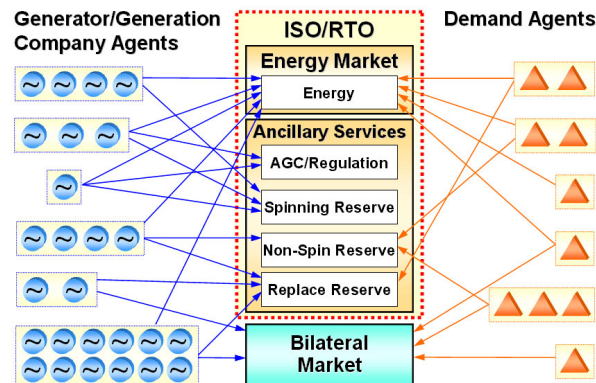 Generator/Generation
Company Agents
ISO/RTO
Demand Agents
Energy Market
Energy
Ancillary Services
AGC/Regulation
Spinning Reserve
Non-Spin Reserve
Replace Reserve
Bilateral
Market